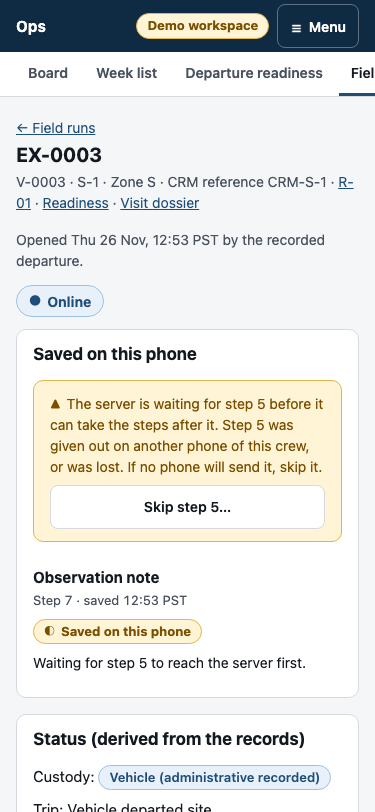 Ops
Demo workspace
≡ Menu
Board Week list Departure readiness Fiel
← Field runs
EX-0003
V-0003 · S-1 · Zone S · CRM reference CRM-S-1 · R-
01 · Readiness · Visit dossier
Opened Thu 26 Nov, 12:53 PST by the recorded
departure.
Online
Saved on this phone
▲ The server is waiting for step 5 before it
can take the steps after it. Step 5 was
given out on another phone of this crew,
or was lost. If no phone will send it, skip it.
Skip step 5...
Observation note
Step 7 · saved 12:53 PST
Saved on this phone
Waiting for step 5 to reach the server first.
Status (derived from the records)
Custody: Vehicle (administrative recorded)
Trip: Vehicle departed site